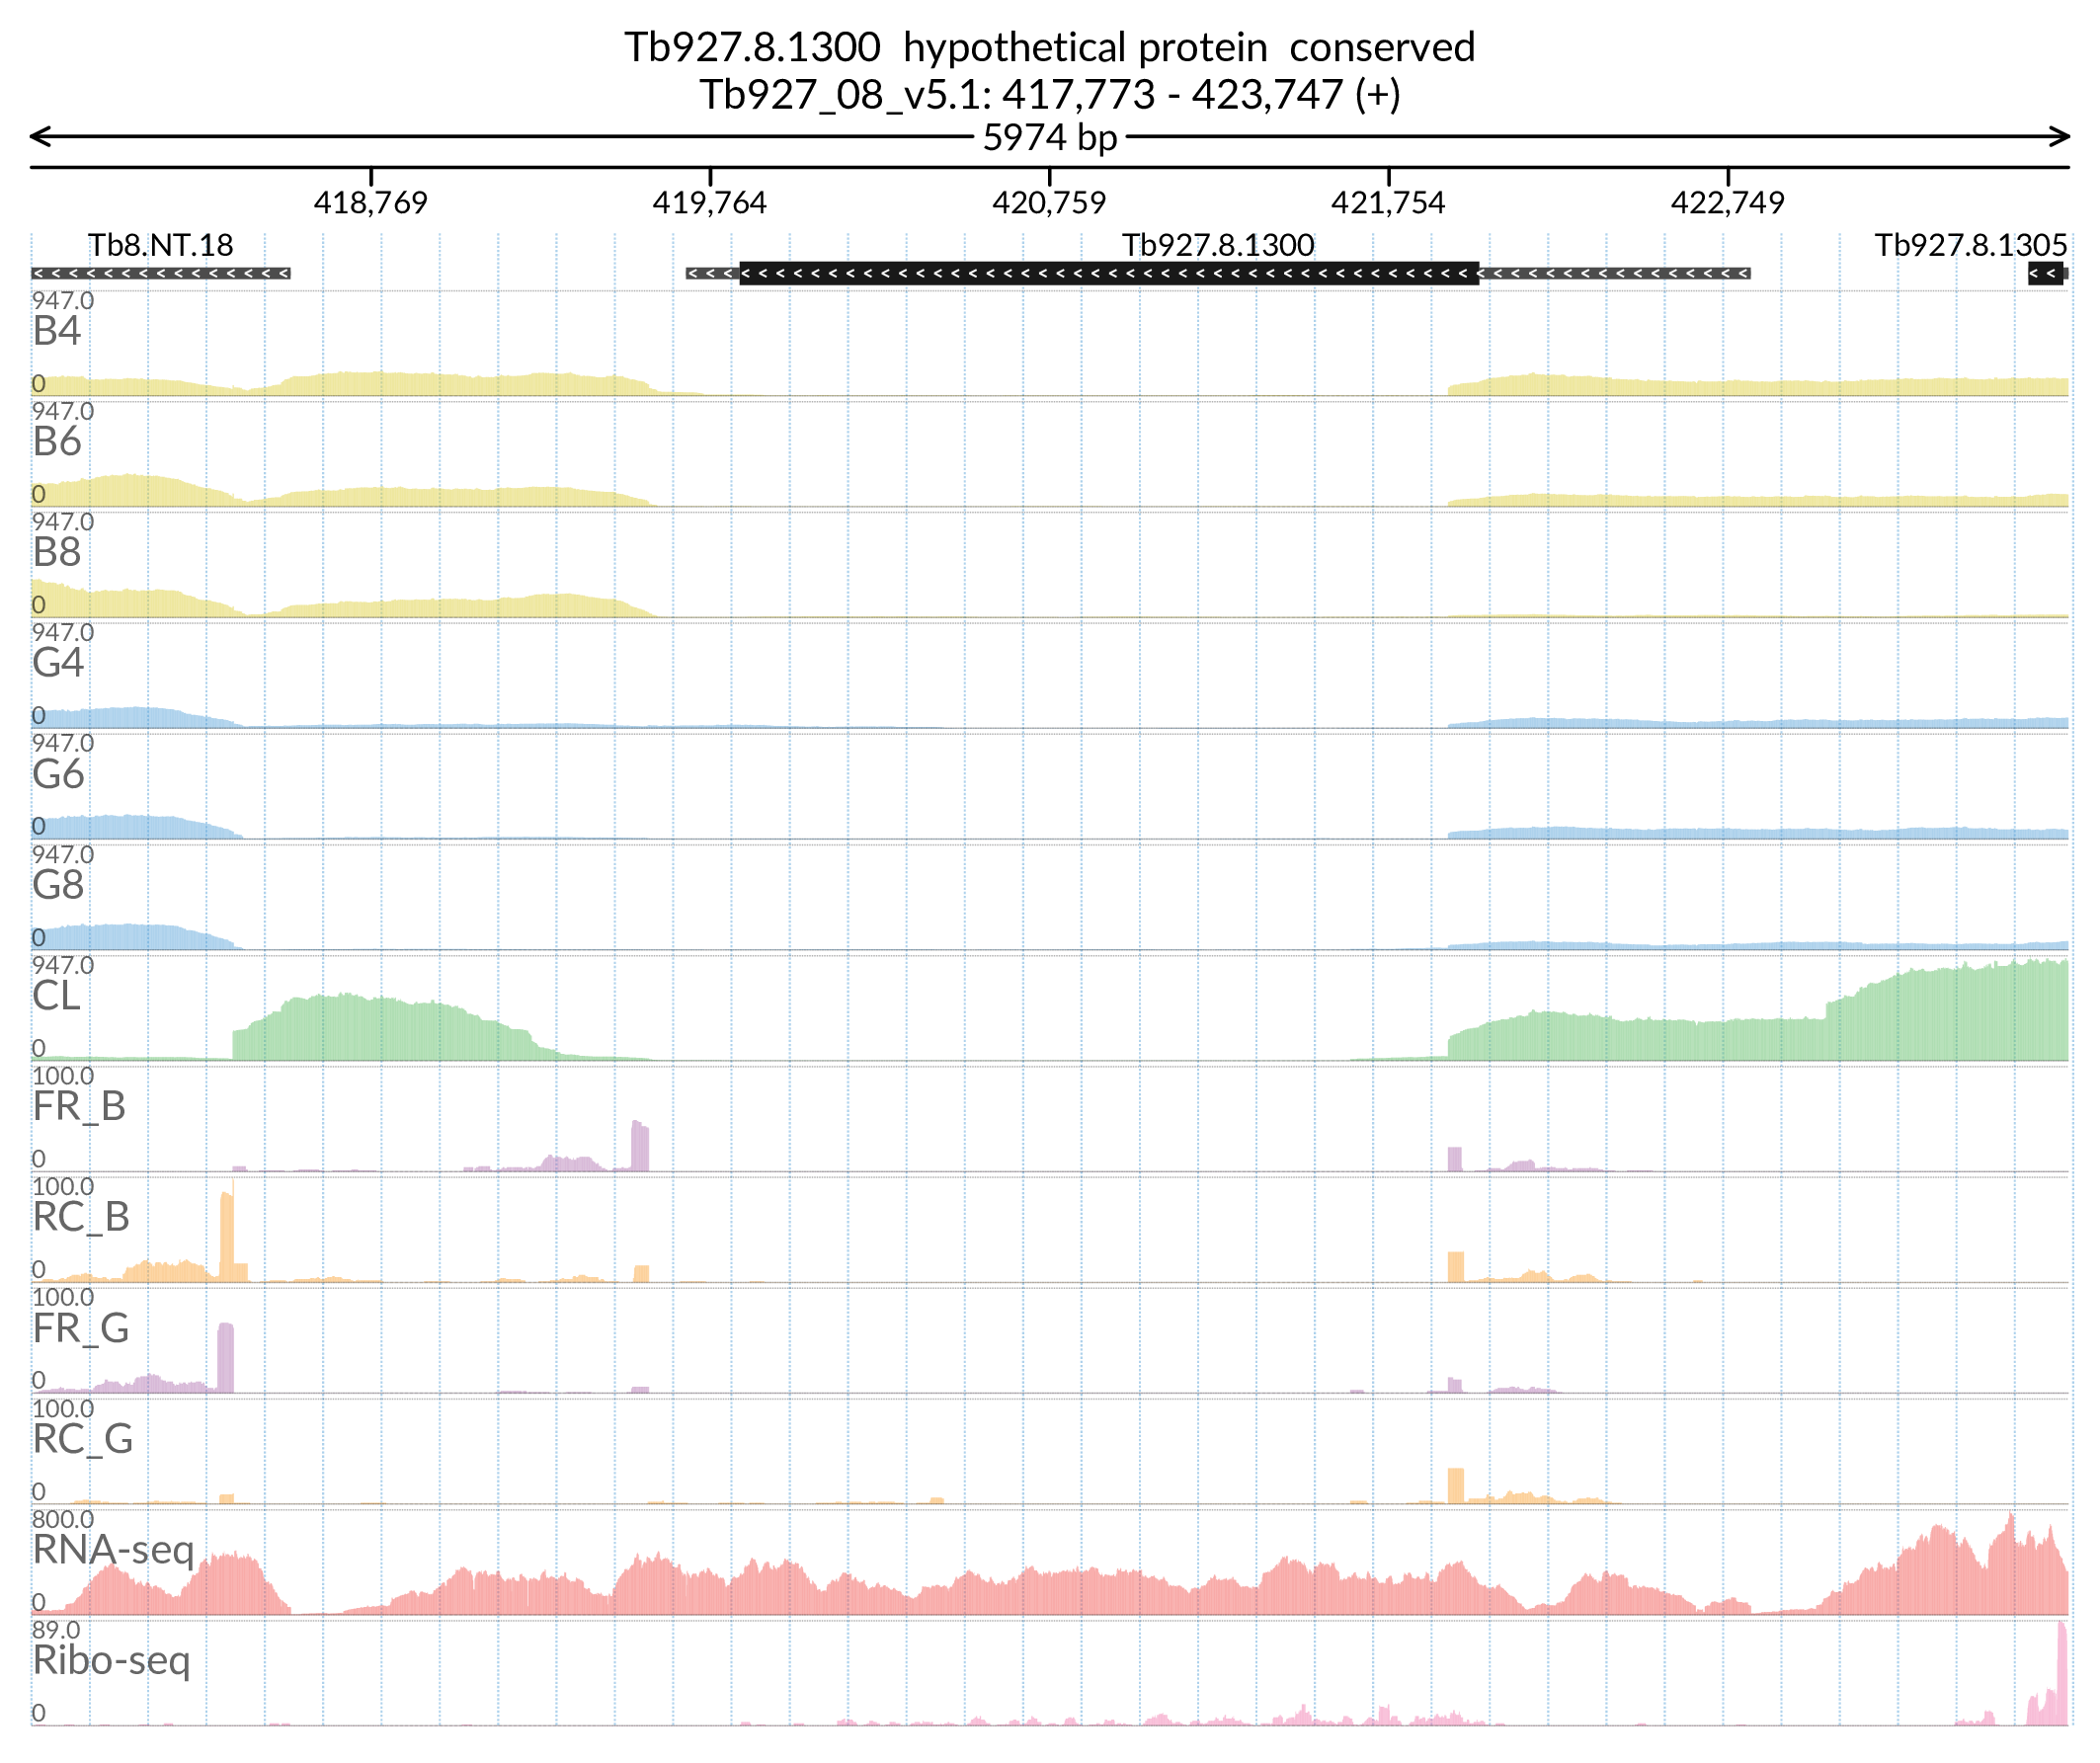 Tb927.8.1300  hypothetical protein  conserved
Tb927_08_v5.1: 417,773 - 423,747 (+)
5974 bp
418,769 419,764 420,759 421,754 422,749
Tb8.NT.18 Tb927.8.1300 Tb927.8.1305
947.0
B4
0
947.0
B6
0
947.0
B8
0
947.0
G4
0
947.0
G6
0
947.0
G8
0
947.0
CL
0
100.0
FR_B
0
100.0
RC_B
0
100.0
FR_G
0
100.0
RC_G
0
800.0
RNA-seq
0
89.0
Ribo-seq
0